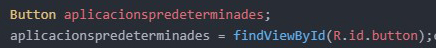 Button aplicacionspredeterminades;
aplicacionspredeterminades = findViewById(R.id.button);